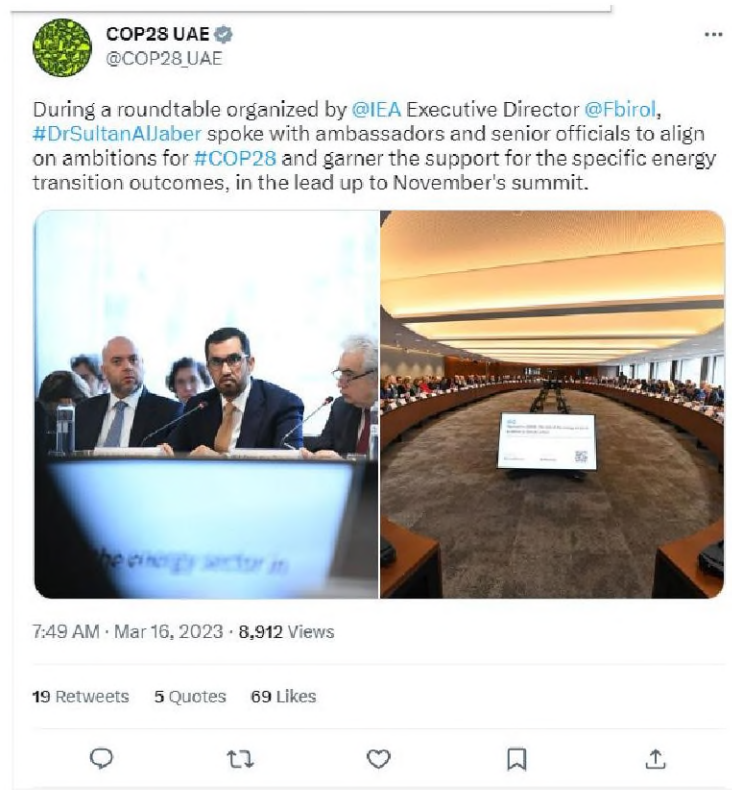 COP28 UAE
@COP28_UAE
During a roundtable organized by @IEA Executive Director @Fbirol,
#DrSultanAlJaber spoke with ambassadors and senior officials to align
on ambitions for #COP28 and garner the support for the specific energy
transition outcomes, in the lead up to November's summit.
the energy sector in
7:49 AM · Mar 16, 2023 · 8,912 Views
19 Retweets 5 Quotes 69 Likes